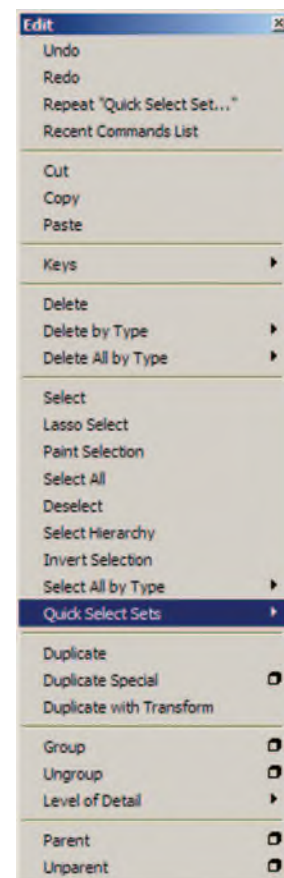 Edit
Undo
Redo
Repeat "Quick Select Set..."
Recent Commands List
Cut
Copy
Paste
Keys
Delete
Delete by Type
Delete All by Type
Select
Lasso Select
Paint Selection
Select All
Deselect
Select Hierarchy
Invert Selection
Select All by Type
Quick Select Sets
Duplicate
Duplicate Special
Duplicate with Transform
Group
Ungroup
Level of Detail
Parent
Unparent